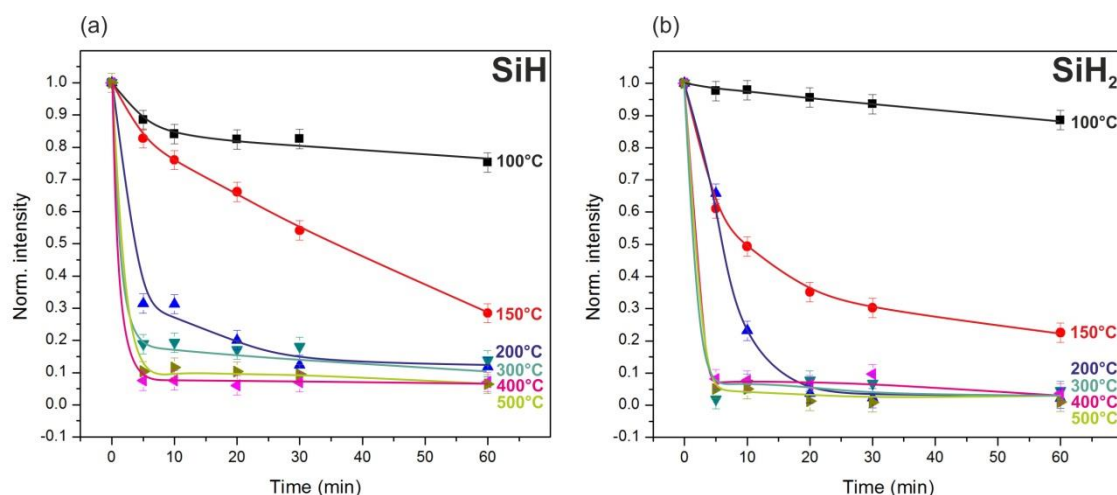 (a)
SiH
Norm. intensity
1.0
0.9
0.8
0.7
0.6
0.5
0.4
0.3
0.2
0.1
0.0
-0.1
100°C
150°C
200°C
300°C
400°C
500°C
0 10 20 30 40 50 60
Time (min)
(b)
SiH₂
Norm. intensity
1.0
0.9
0.8
0.7
0.6
0.5
0.4
0.3
0.2
0.1
0.0
-0.1
100°C
150°C
200°C
300°C
400°C
500°C
0 10 20 30 40 50 60
Time (min)